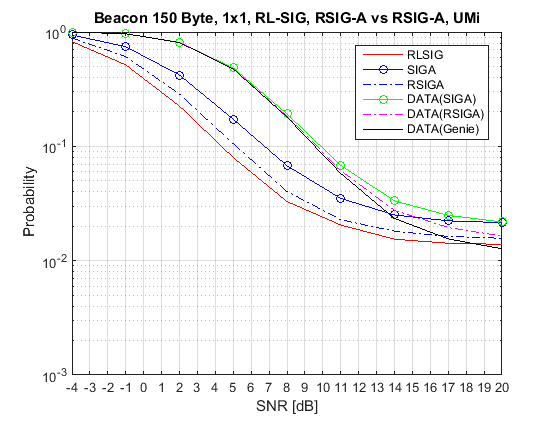 Beacon 150 Byte, 1x1, RL-SIG, RSIG-A vs RSIG-A, UMi
RLSIG
SIGA
RSIGA
DATA(SIGA)
DATA(RSIGA)
DATA(Genie)
Probability
10^0
10^-1
10^-2
10^-3
-4 -3 -2 -1 0 1 2 3 4 5 6 7 8 9 10 11 12 13 14 15 16 17 18 19 20
SNR [dB]